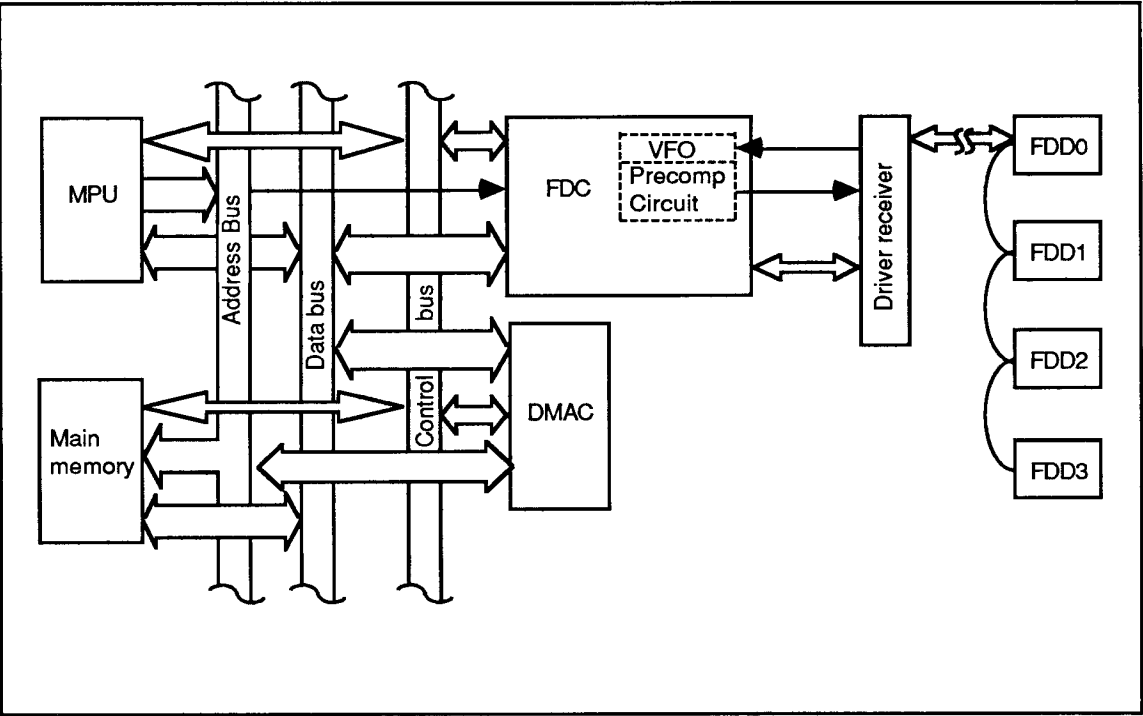 MPU
Address Bus
Data bus
Control bus
FDC
VFO
Precomp
Circuit
Driver receiver
FDD0
FDD1
FDD2
FDD3
Main
memory
DMAC